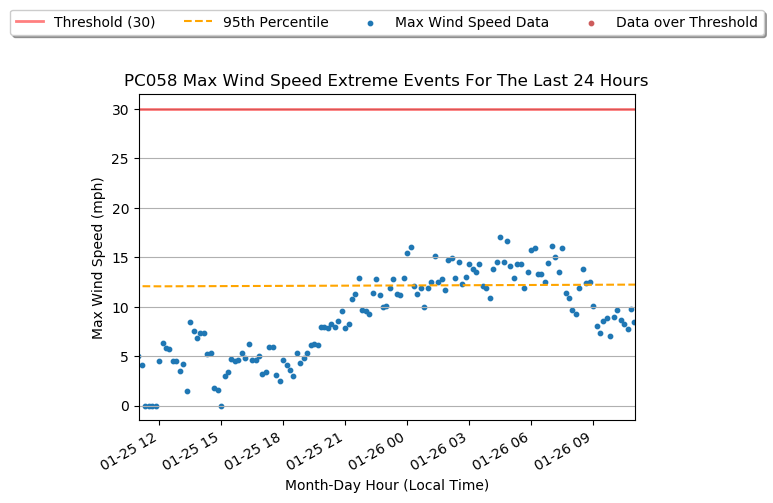 Threshold (30) 95th Percentile Max Wind Speed Data Data over Threshold
PC058 Max Wind Speed Extreme Events For The Last 24 Hours
30
25
20
15
10
5
0
Max Wind Speed (mph)
01-25 12 01-25 15 01-25 18 01-25 21 01-26 00 01-26 03 01-26 06 01-26 09
Month-Day Hour (Local Time)